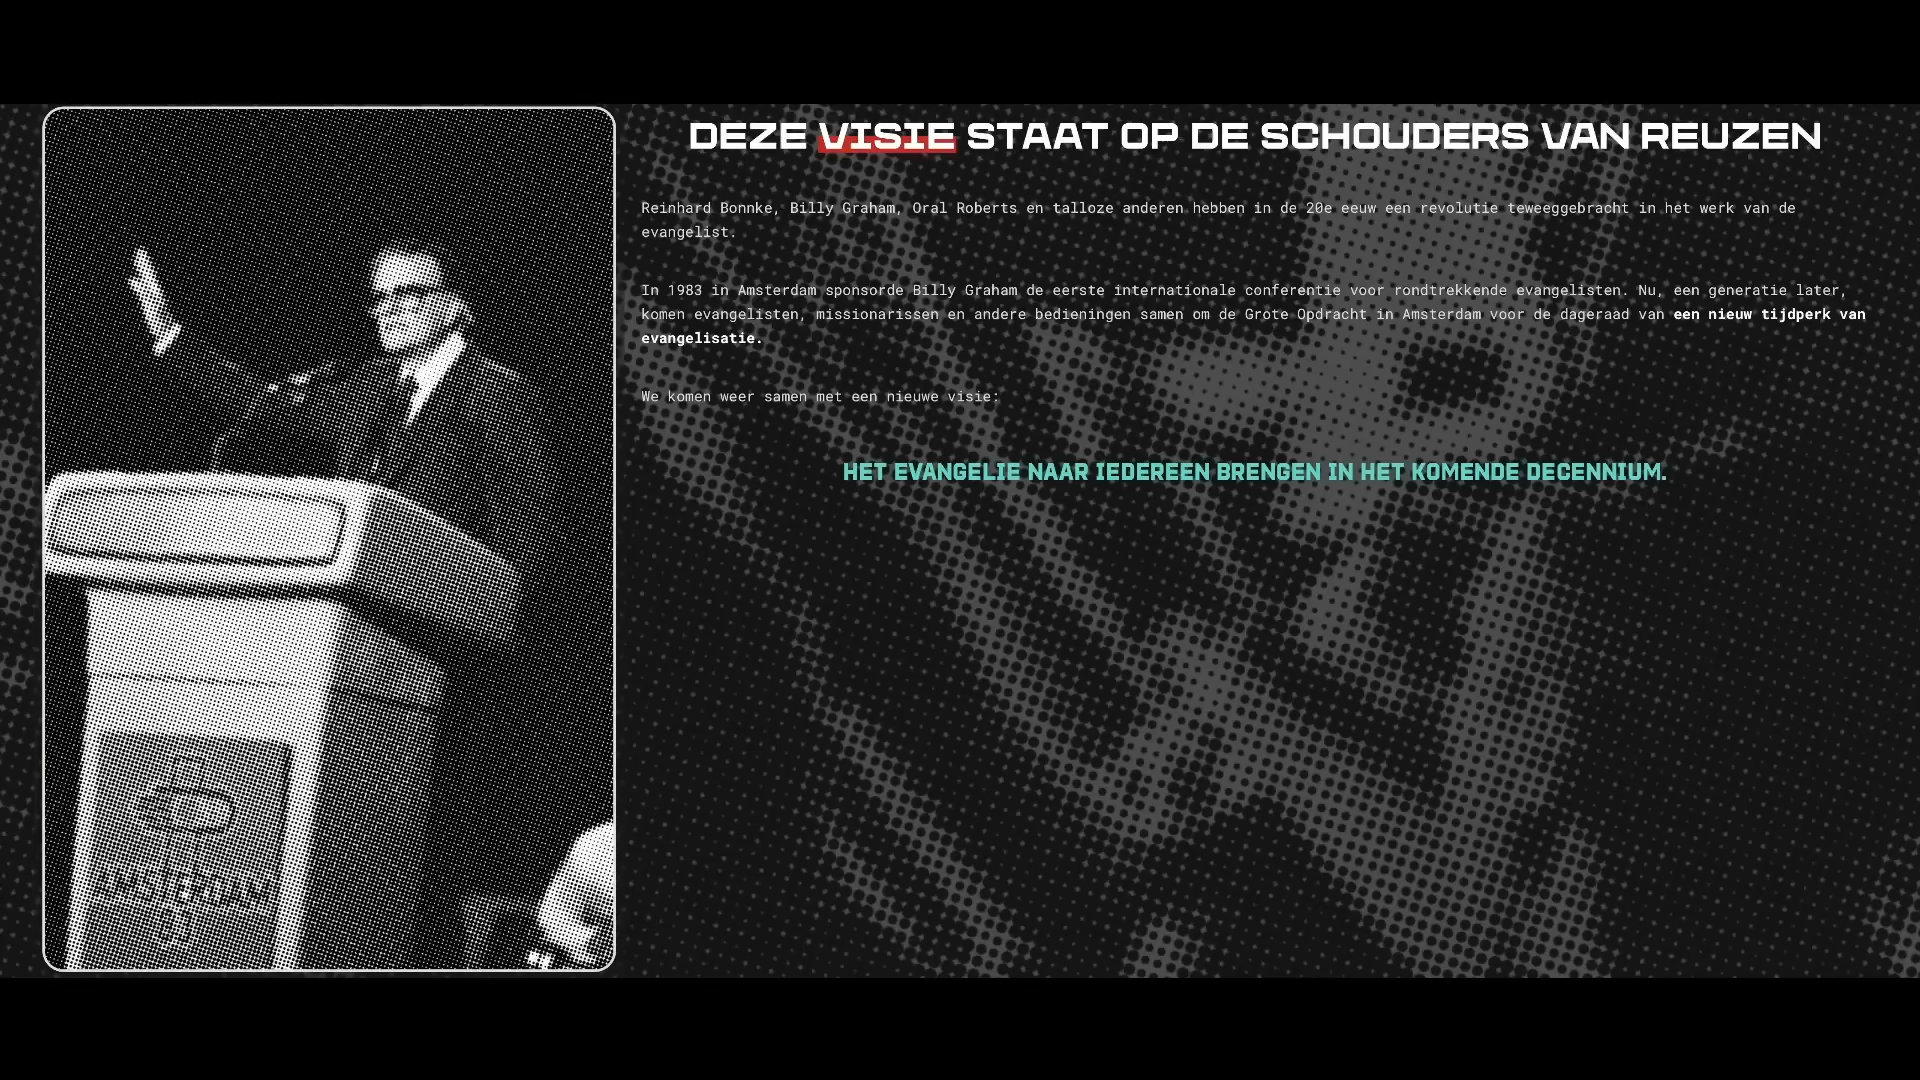 DEZE VISIE STAAT OP DE SCHOUDERS VAN REUZEN
Reinhard Bonnke, Billy Graham, Oral Roberts en talloze anderen hebben in de 20e eeuw een revolutie teweeggebracht in het werk van de
evangelist.
In 1983 in Amsterdam sponsorde Billy Graham de eerste internationale conferentie voor rondtrekkende evangelisten. Nu, een generatie later,
komen evangelisten, missionarissen en andere bedieningen samen om de Grote Opdracht in Amsterdam voor de dageraad van een nieuw tijdperk van
evangelisatie.
We komen weer samen met een nieuwe visie:
HET EVANGELIE NAAR IEDEREEN BRENGEN IN HET KOMENDE DECENNIUM.
AMSTERDAM